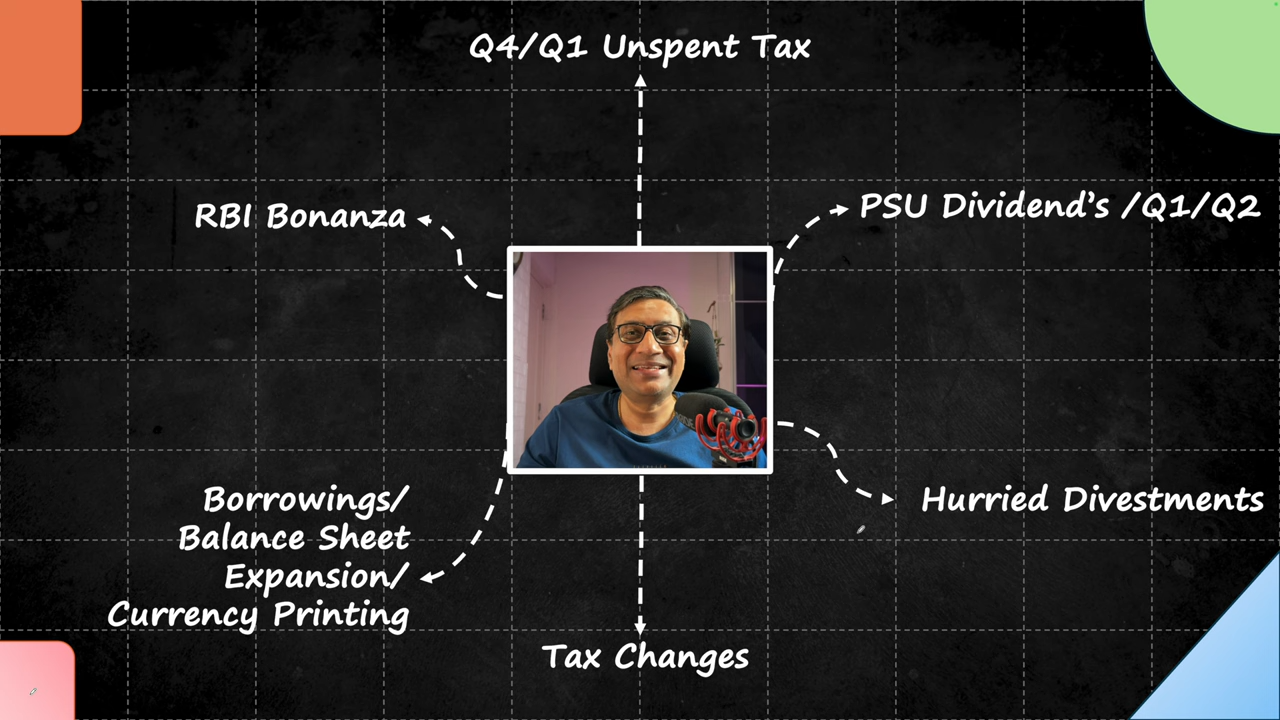 Q4/Q1 Unspent Tax
RBI Bonanza
PSU Dividend's /Q1/Q2
Borrowings/
Balance Sheet
Expansion/
Currency Printing
Hurried Divestments
Tax Changes